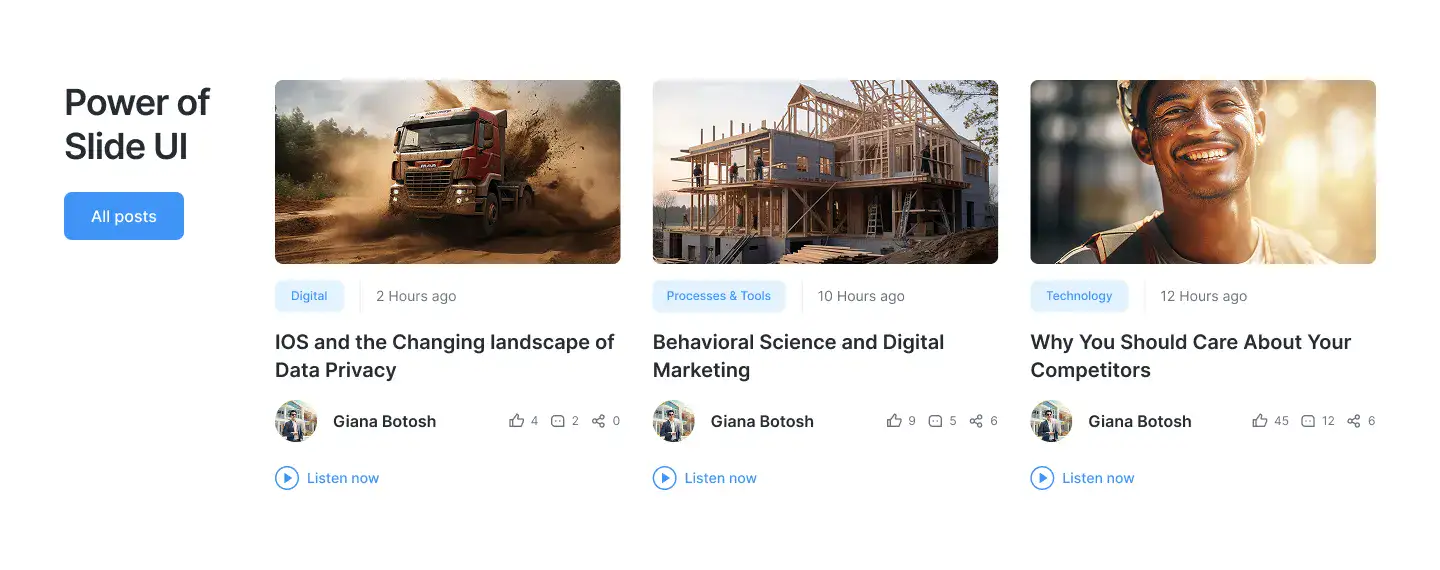 Power of
Slide UI
All posts
Digital
2 Hours ago
IOS and the Changing landscape of
Data Privacy
Giana Botosh
4
2
0
Listen now
Processes & Tools
10 Hours ago
Behavioral Science and Digital
Marketing
Giana Botosh
9
5
6
Listen now
Technology
12 Hours ago
Why You Should Care About Your
Competitors
Giana Botosh
45
12
6
Listen now